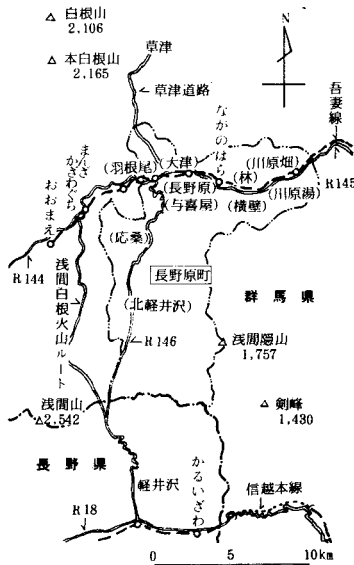 白根山
2,106
本白根山
2,165
草津
草津道路
N
吾妻線
ながのはら
まんざ
かざわぐち
おおまえ
(羽根尾)
(大津)
(長野原)
(与喜屋)
(林)
(横壁)
(川原畑)
(川原湯)
R145
(応桑)
R144
浅間白根火山ルート
長野原町
(北軽井沢)
R146
群馬県
浅間隠山
1,757
浅間山
2,542
剣峰
1,430
長野県
軽井沢
かるいざわ
信越本線
R18
0
5
10km